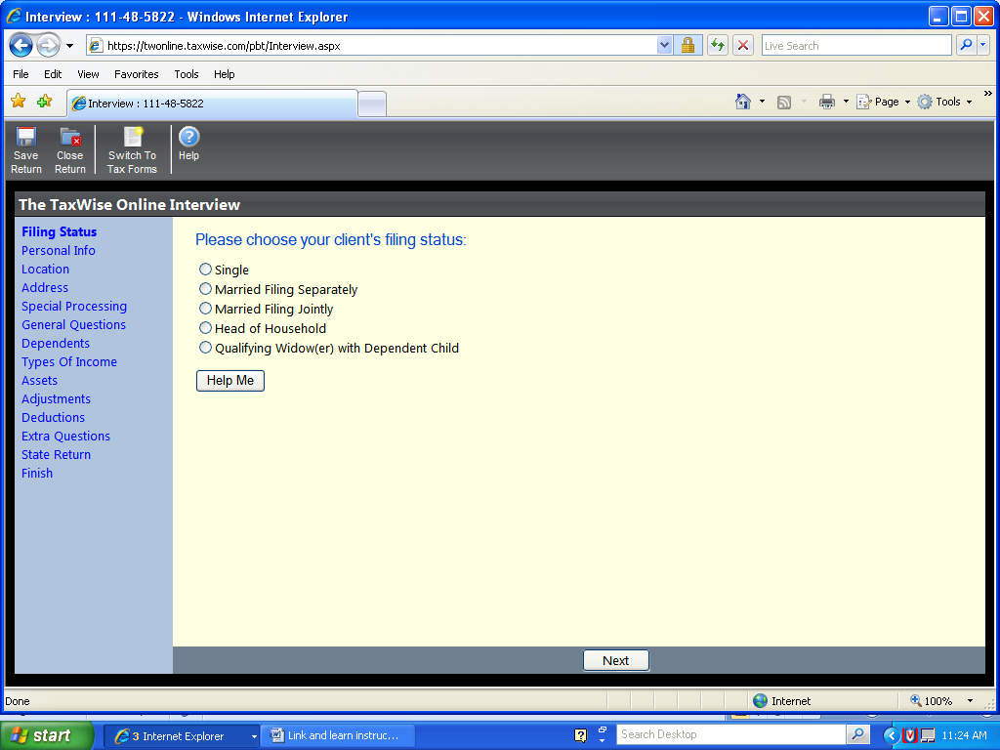 Interview : 111-48-5822 - Windows Internet Explorer
https://twonline.taxwise.com/pbt/Interview.aspx
Live Search
File Edit View Favorites Tools Help
Interview : 111-48-5822
Page Tools
Save Return
Close Return
Switch To Tax Forms
Help
The TaxWise Online Interview
Filing Status
Personal Info
Location
Address
Special Processing
General Questions
Dependents
Types Of Income
Assets
Adjustments
Deductions
Extra Questions
State Return
Finish
Please choose your client's filing status:
Single
Married Filing Separately
Married Filing Jointly
Head of Household
Qualifying Widow(er) with Dependent Child
Help Me
Next
Done Internet 100%
start 3 Internet Explorer Link and learn instruc... Search Desktop 11:24 AM